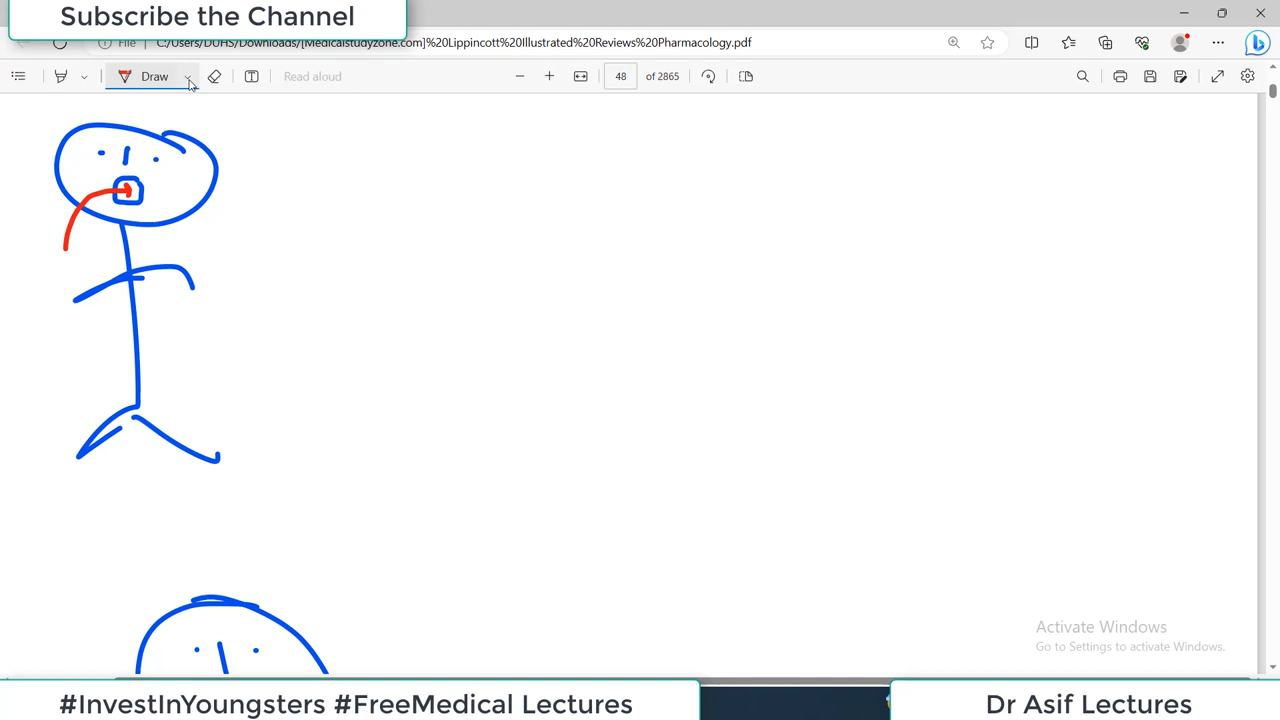 Subscribe the Channel
File C:/Users/DUHS/Downloads/[Medicalstudyzone.com]%20Lippincott%20Illustrated%20Reviews%20Pharmacology.pdf
Draw
Read aloud
48 of 2865
Activate Windows
Go to Settings to activate Windows.
#InvestInYoungsters #FreeMedical Lectures
Dr Asif Lectures